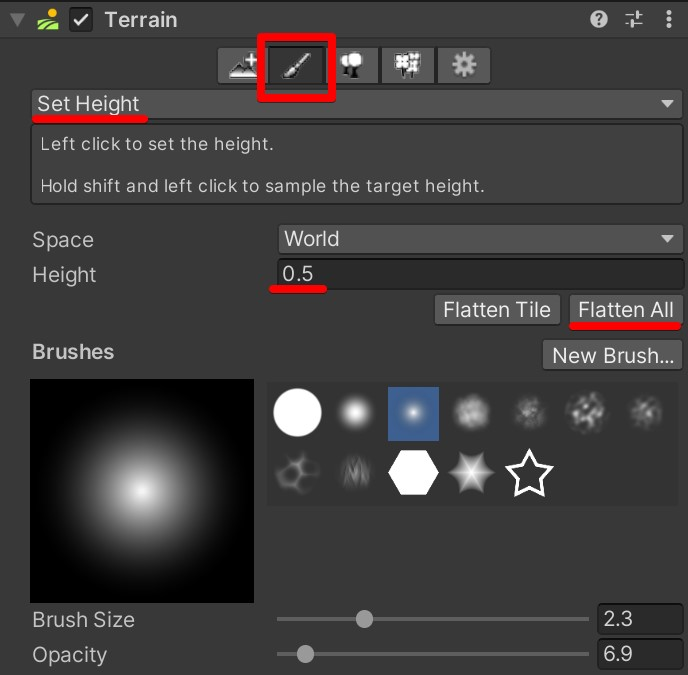 Terrain
Set Height
Left click to set the height.
Hold shift and left click to sample the target height.
Space World
Height 0.5
Flatten Tile Flatten All
Brushes New Brush...
Brush Size 2.3
Opacity 6.9